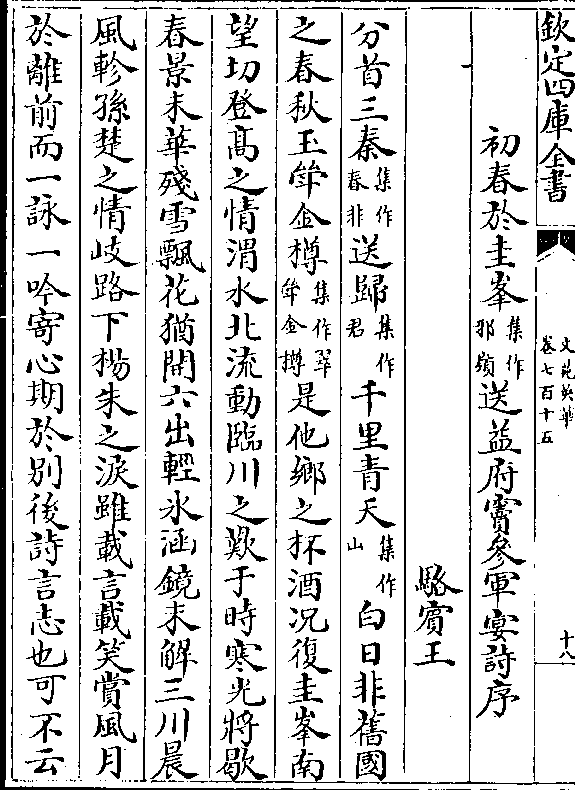 欽定四庫全書
文苑英華
卷七百十五
十八
初春於圭峯集作那嶺送益府竇參軍宴詩序
駱賓王
分首三秦集作春非送歸集作君千里青天集作山白日非舊國
之春秋玉斝金樽集作翠斝金樽是他鄉之杯酒况復圭峯南
望切登高之情渭水北流動臨川之歎于時寒光將歇
春景未華殘雪飄花猶開六出輕氷涵鏡未解三川晨
風軫孫楚之情岐路下楊朱之淚雖載言載笑賞風月
於離前而一詠一吟寄心期於别後詩言志也可不云